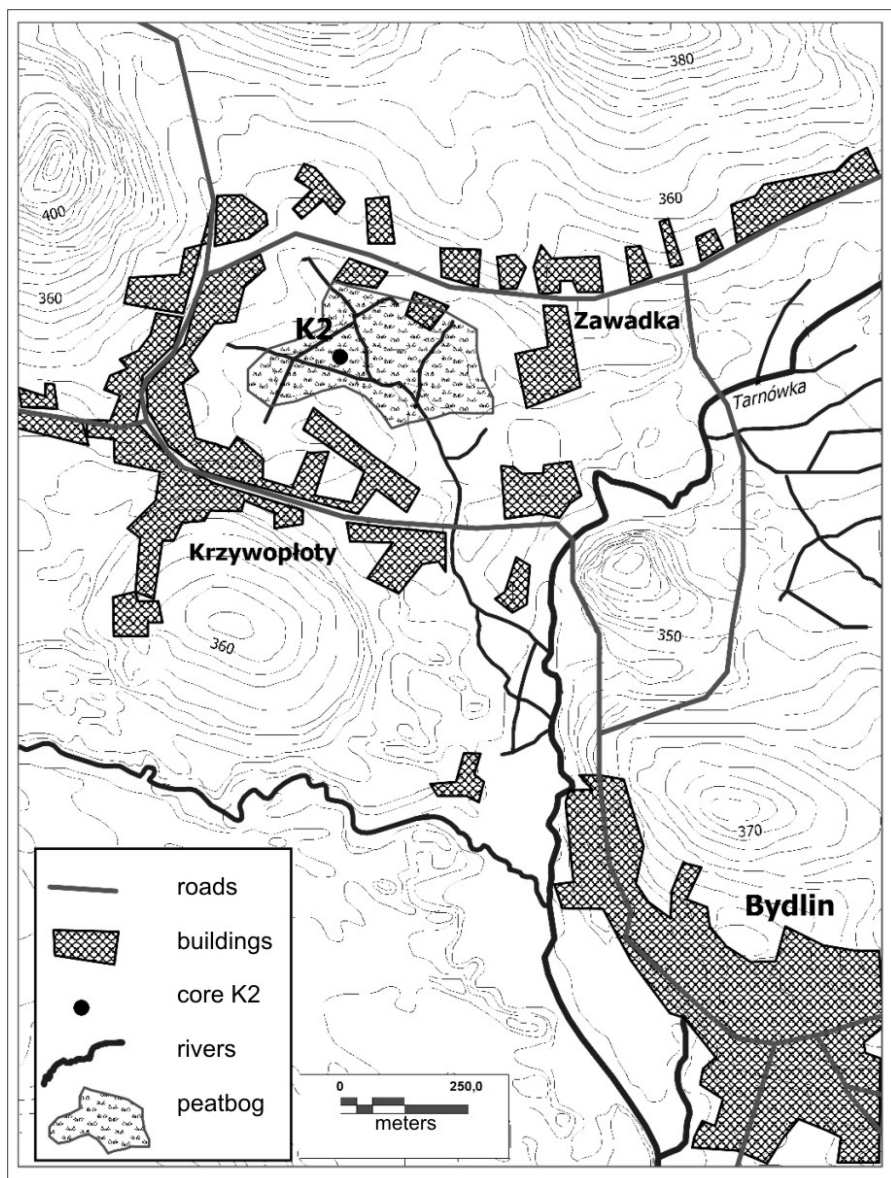 380
400
360
360
K2
Zawadka
Tarnówka
Krzywopłoty
360
350
370
Bydlin
roads
buildings
core K2
rivers
peatbog
0 250,0
meters